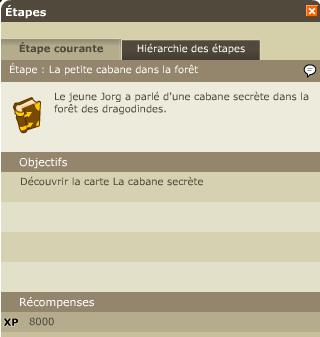 Étapes
Étape courante
Hiérarchie des étapes
Étape : La petite cabane dans la forêt
Le jeune Jorg a parlé d'une cabane secrète dans la
forêt des dragodindes.
Objectifs
Découvrir la carte La cabane secrète
Récompenses
XP 8000